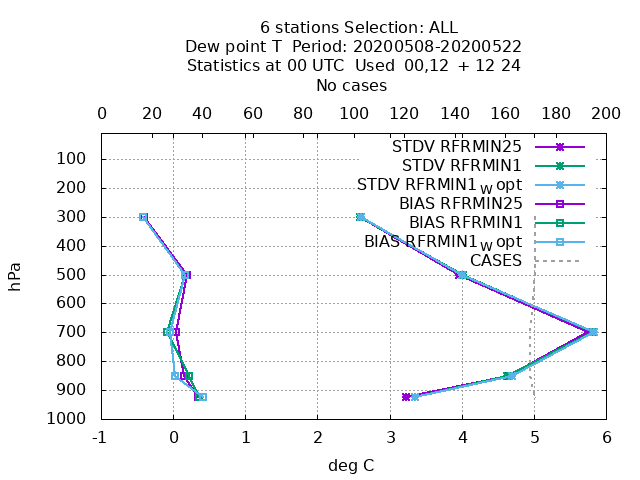 6 stations Selection: ALL
Dew point T  Period: 20200508-20200522
Statistics at 00 UTC  Used  00,12  + 12 24
No cases
0 20 40 60 80 100 120 140 160 180 200
STDV RFRMIN25
STDV RFRMIN1
STDV RFRMIN1_w opt
BIAS RFRMIN25
BIAS RFRMIN1
BIAS RFRMIN1_w opt
CASES
100
200
300
400
500
600
700
800
900
1000
hPa
-1 0 1 2 3 4 5 6
deg C